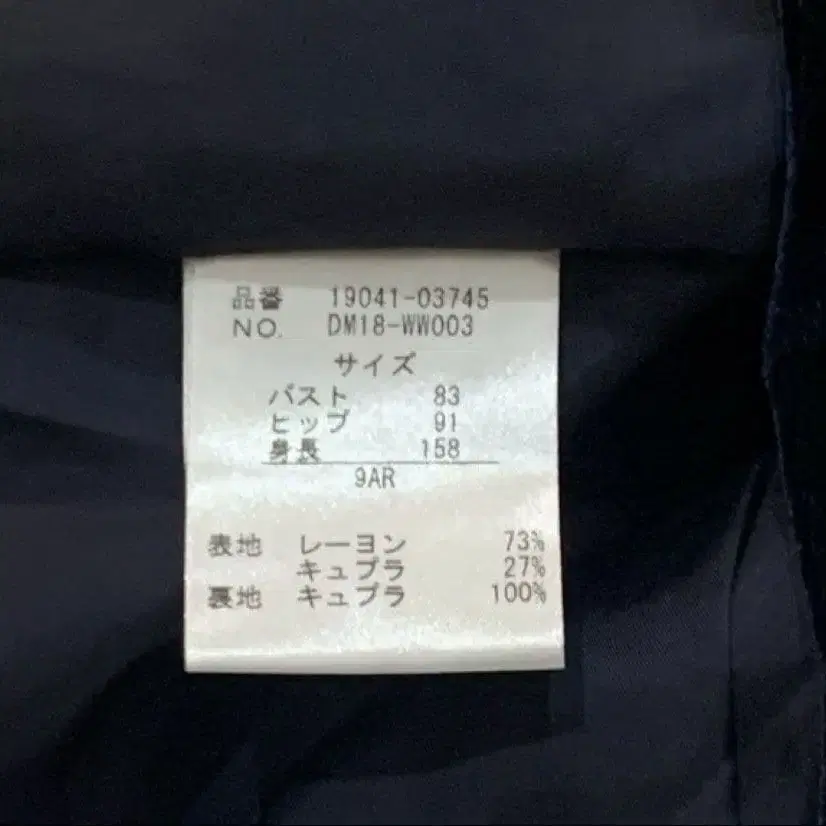 品番 19041-03745
NO. DM18-WW003
サイズ
バスト 83
ヒップ 91
身長 158
9AR
表地 レーヨン 73%
キュプラ 27%
裏地 キュプラ 100%